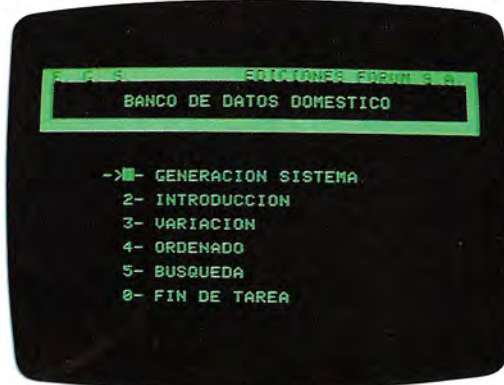 F. G. S. EDICIONES FORUM S.A.
BANCO DE DATOS DOMESTICO
->- GENERACION SISTEMA
2- INTRODUCCION
3- VARIACION
4- ORDENADO
5- BUSQUEDA
0- FIN DE TAREA